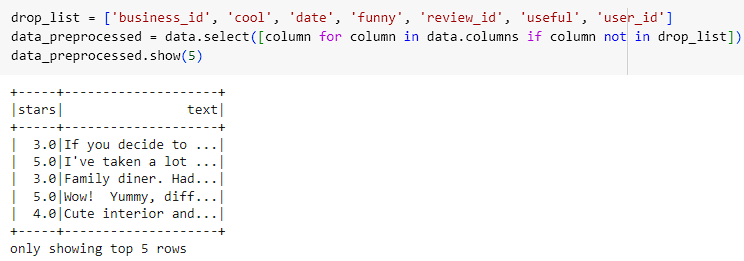 drop_list = ['business_id', 'cool', 'date', 'funny', 'review_id', 'useful', 'user_id']
data_preprocessed = data.select([column for column in data.columns if column not in drop_list])
data_preprocessed.show(5)
+-----+--------------------+
|stars|                text|
+-----+--------------------+
|  3.0|If you decide to ...|
|  5.0|I've taken a lot ...|
|  3.0|Family diner. Had...|
|  5.0|Wow!  Yummy, diff...|
|  4.0|Cute interior and...|
+-----+--------------------+
only showing top 5 rows